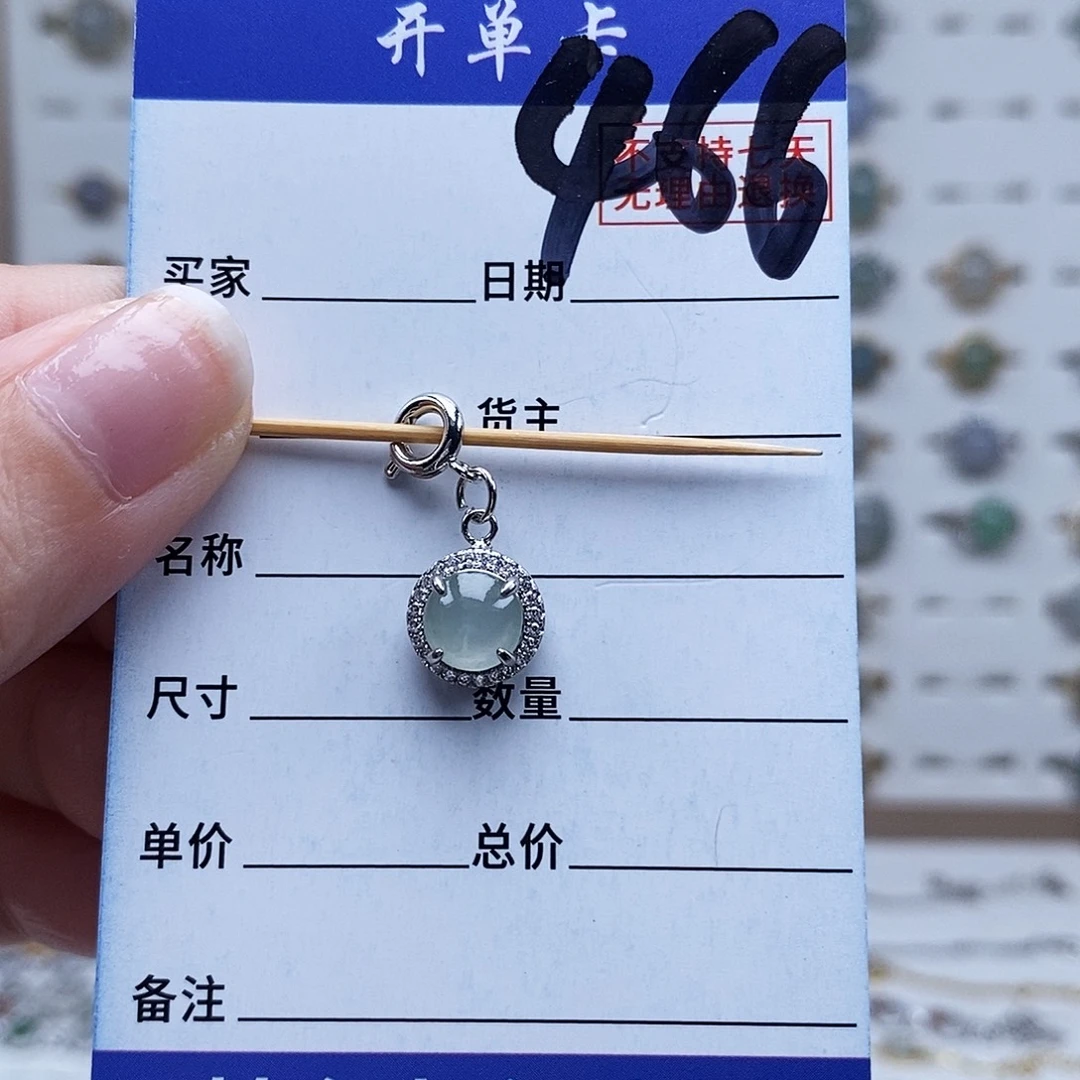 开单卡
466
不支持七天
无理由退换
买家 日期
货主
名称
尺寸 数量
单价 总价
备注